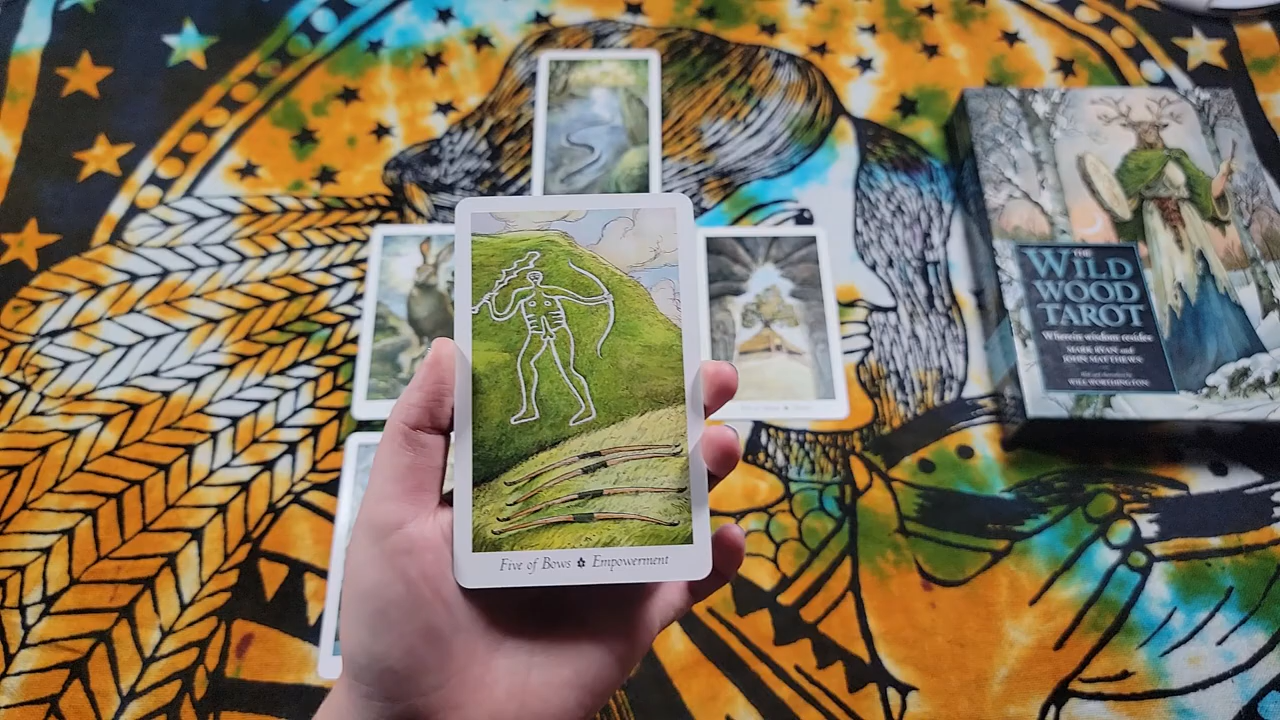 THE
WILD
WOOD
TAROT
Wherein wisdom resides
MARK RYAN and
JOHN MATTHEWS
WILL WORTHINGTON
Five of Bows Empowerment